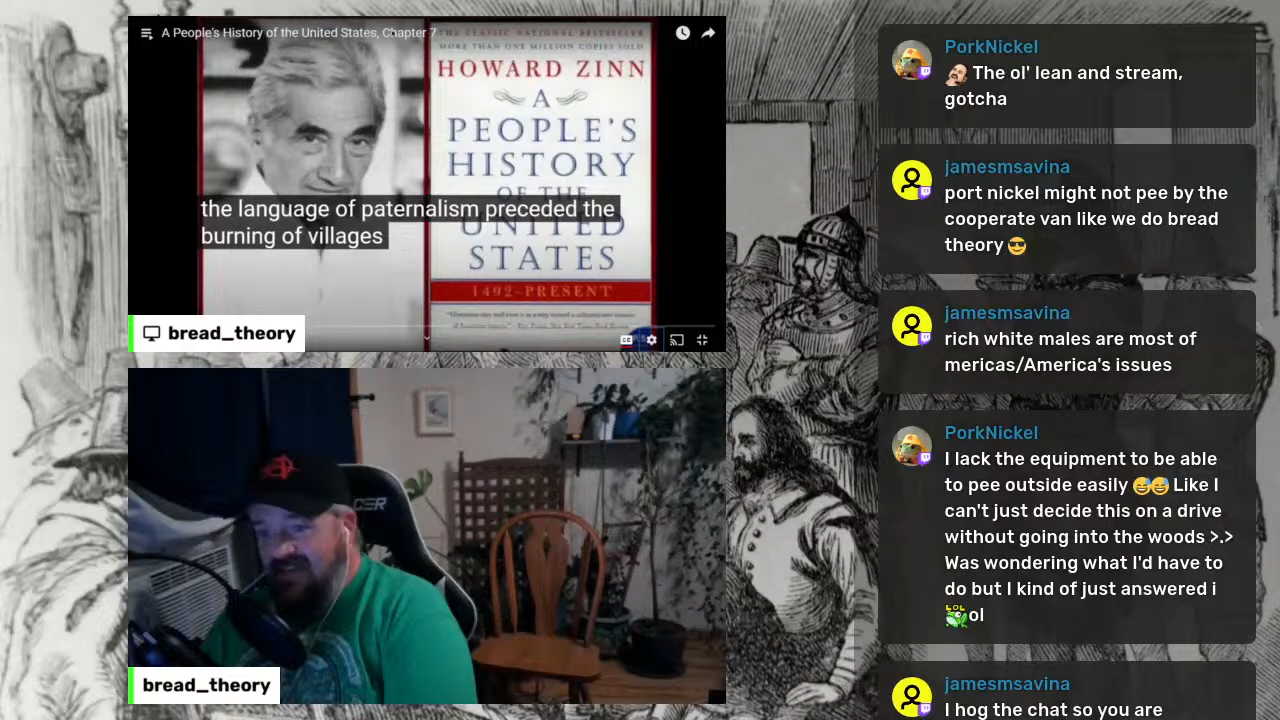 A People's History of the United States, Chapter 7
THE CLASSIC NATIONAL BESTSELLER
MORE THAN ONE MILLION COPIES SOLD
HOWARD ZINN
A
PEOPLE'S
HISTORY
OF THE
UNITED
STATES
1492–PRESENT
the language of paternalism preceded the
burning of villages
bread_theory
CER
bread_theory
PorkNickel
The ol' lean and stream,
gotcha
jamesmsavina
port nickel might not pee by the
cooperate van like we do bread
theory 😎
jamesmsavina
rich white males are most of
mericas/America's issues
PorkNickel
I lack the equipment to be able
to pee outside easily 😅😅 Like I
can't just decide this on a drive
without going into the woods >.>
Was wondering what I'd have to
do but I kind of just answered i
LOL
ol
jamesmsavina
I hog the chat so you are